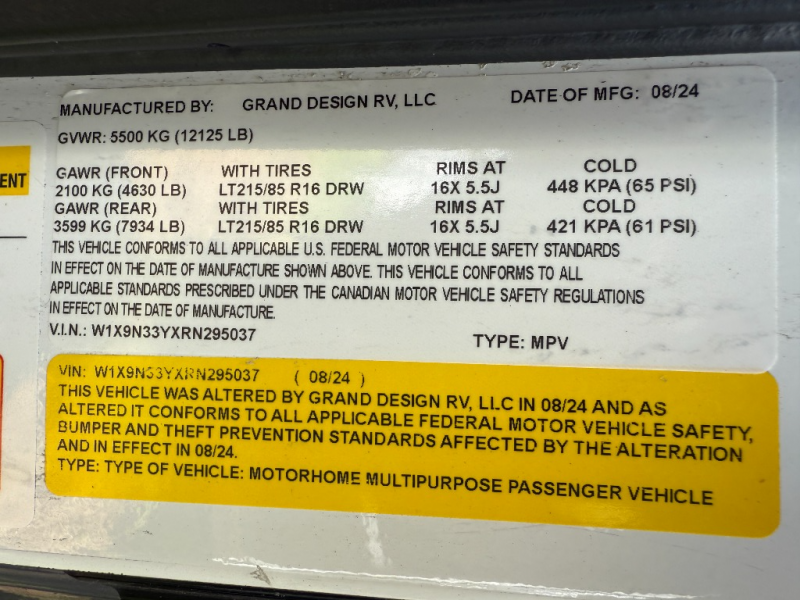 MANUFACTURED BY: GRAND DESIGN RV, LLC DATE OF MFG: 08/24
GVWR: 5500 KG (12125 LB)
GAWR (FRONT) WITH TIRES RIMS AT COLD
2100 KG (4630 LB) LT215/85 R16 DRW 16X 5.5J 448 KPA (65 PSI)
GAWR (REAR) WITH TIRES RIMS AT COLD
3599 KG (7934 LB) LT215/85 R16 DRW 16X 5.5J 421 KPA (61 PSI)
THIS VEHICLE CONFORMS TO ALL APPLICABLE U.S. FEDERAL MOTOR VEHICLE SAFETY STANDARDS
IN EFFECT ON THE DATE OF MANUFACTURE SHOWN ABOVE. THIS VEHICLE CONFORMS TO ALL
APPLICABLE STANDARDS PRESCRIBED UNDER THE CANADIAN MOTOR VEHICLE SAFETY REGULATIONS
IN EFFECT ON THE DATE OF MANUFACTURE.
V.I.N.: W1X9N33YXRN295037 TYPE: MPV
VIN: W1X9N33YXRN295037 ( 08/24 )
THIS VEHICLE WAS ALTERED BY GRAND DESIGN RV, LLC IN 08/24 AND AS
ALTERED IT CONFORMS TO ALL APPLICABLE FEDERAL MOTOR VEHICLE SAFETY,
BUMPER AND THEFT PREVENTION STANDARDS AFFECTED BY THE ALTERATION
AND IN EFFECT IN 08/24.
TYPE: TYPE OF VEHICLE: MOTORHOME MULTIPURPOSE PASSENGER VEHICLE